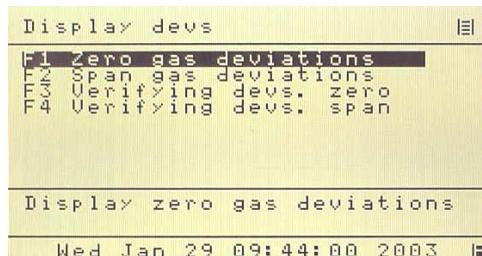 Display devs
F1 Zero gas deviations
F2 Span gas deviations
F3 Verifying devs. zero
F4 Verifying devs. span
Display zero gas deviations
Wed Jan 29 09:44:00 2003